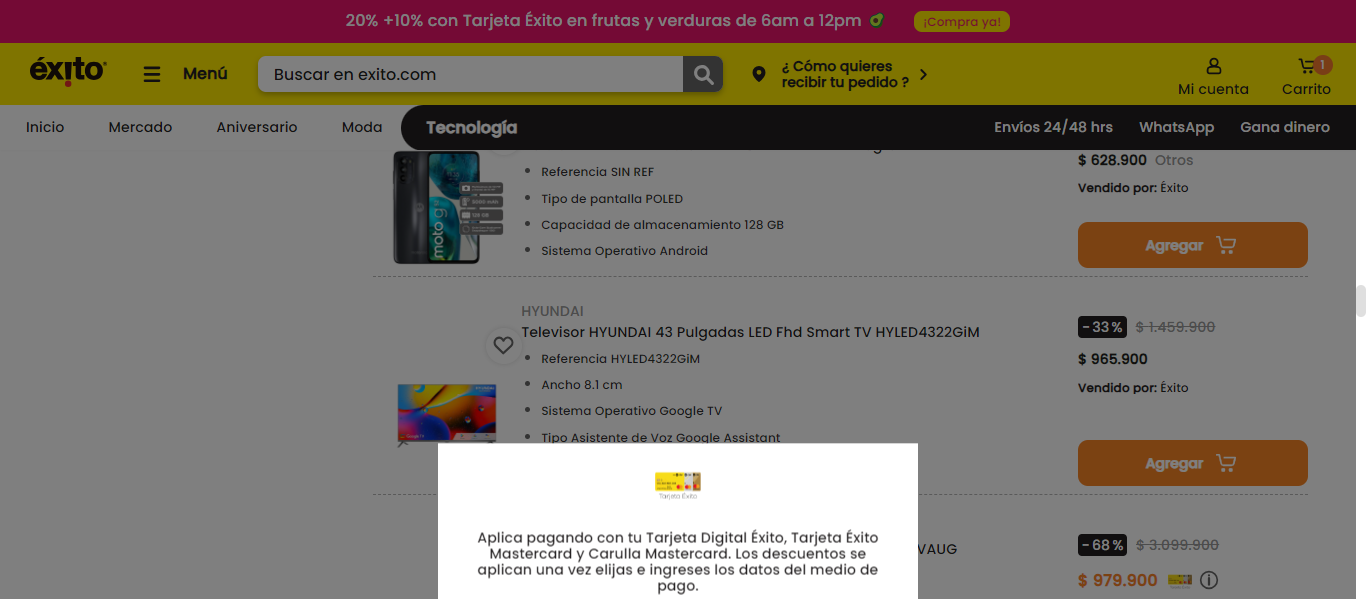 20% +10% con Tarjeta Éxito en frutas y verduras de 6am a 12pm
¡Compra ya!
éxito
Menú
Buscar en exito.com
¿ Cómo quieres
recibir tu pedido ?
Mi cuenta
1
Carrito
Inicio
Mercado
Aniversario
Moda
Tecnología
Envíos 24/48 hrs
WhatsApp
Gana dinero
moto g
128 GB
Referencia SIN REF
Tipo de pantalla POLED
Capacidad de almacenamiento 128 GB
Sistema Operativo Android
$ 628.900 Otros
Vendido por: Éxito
Agregar
HYUNDAI
Televisor HYUNDAI 43 Pulgadas LED Fhd Smart TV HYLED4322GiM
Referencia HYLED4322GiM
Ancho 8.1 cm
Sistema Operativo Google TV
Tipo Asistente de Voz Google Assistant
-33% $ 1.459.900
$ 965.900
Vendido por: Éxito
Agregar
Tarjeta Éxito
Aplica pagando con tu Tarjeta Digital Éxito, Tarjeta Éxito
Mastercard y Carulla Mastercard. Los descuentos se
aplican una vez elijas e ingreses los datos del medio de
pago.
VAUG
-68% $ 3.099.900
$ 979.900